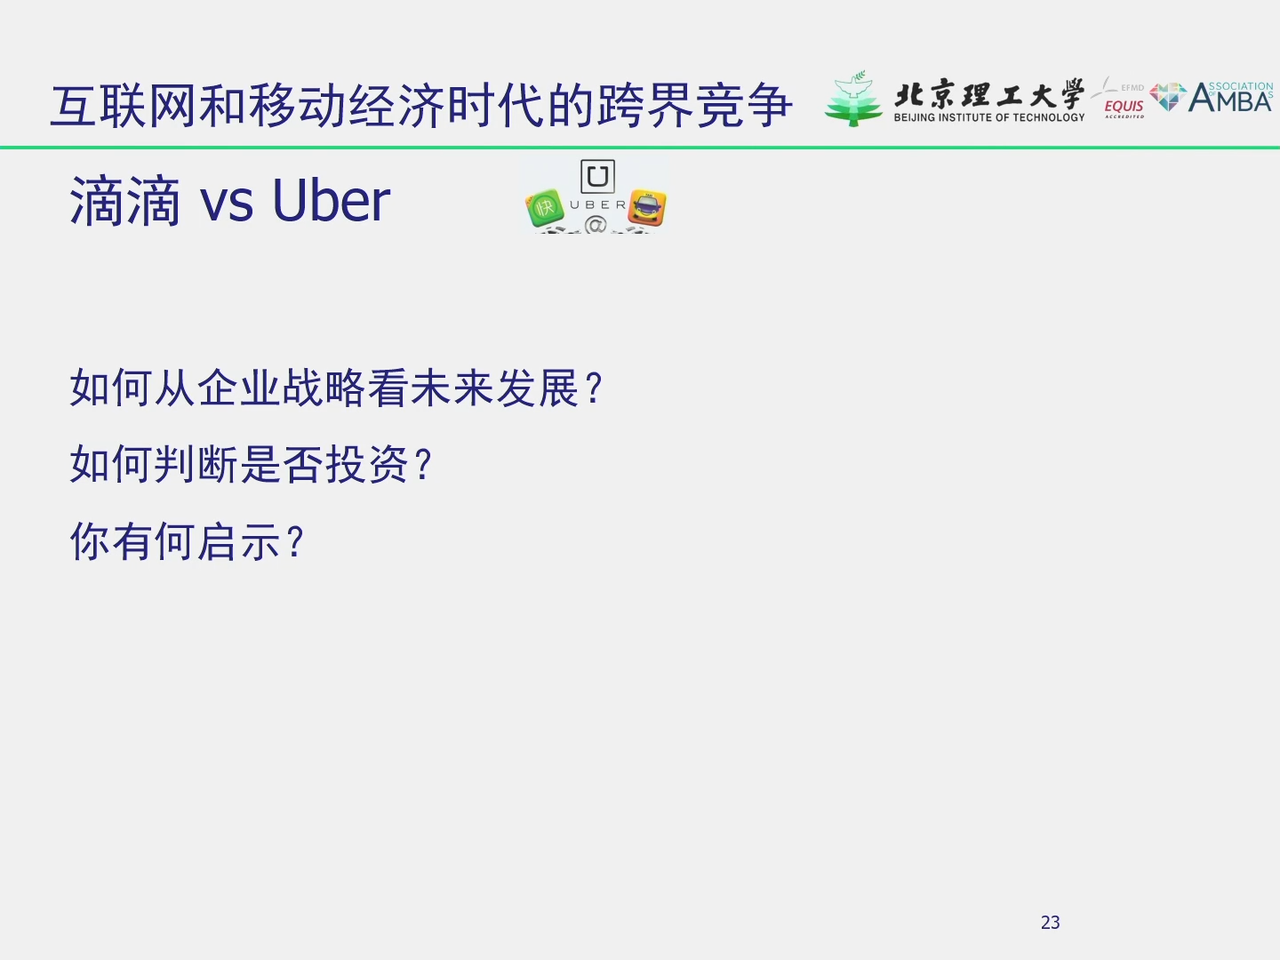 互联网和移动经济时代的跨界竞争
北京理工大学
BEIJING INSTITUTE OF TECHNOLOGY
EFMD
EQUIS
ACCREDITED
ASSOCIATION
OF AMBAS
滴滴 vs Uber
快
UBER
@
如何从企业战略看未来发展？
如何判断是否投资？
你有何启示？
23